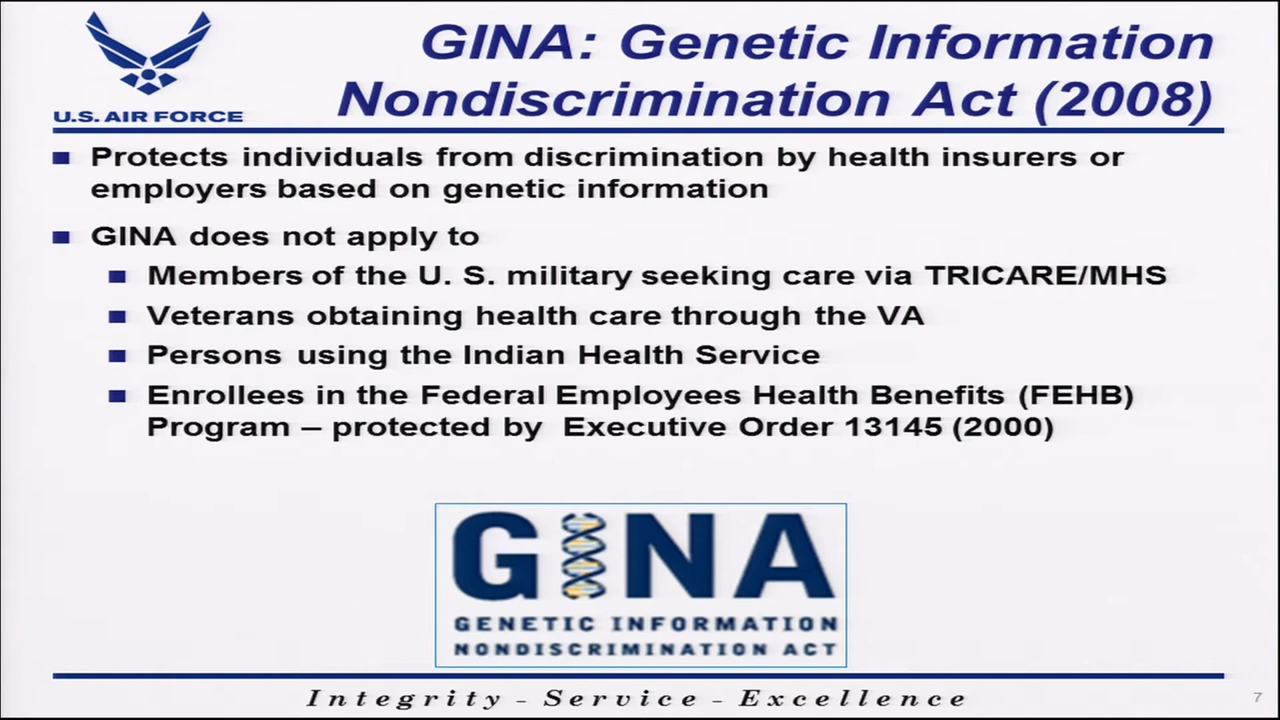 GINA: Genetic Information
Nondiscrimination Act (2008)
U.S. AIR FORCE
Protects individuals from discrimination by health insurers or
employers based on genetic information
GINA does not apply to
Members of the U. S. military seeking care via TRICARE/MHS
Veterans obtaining health care through the VA
Persons using the Indian Health Service
Enrollees in the Federal Employees Health Benefits (FEHB)
Program – protected by Executive Order 13145 (2000)
GINA
GENETIC INFORMATION
NONDISCRIMINATION ACT
Integrity - Service - Excellence
7